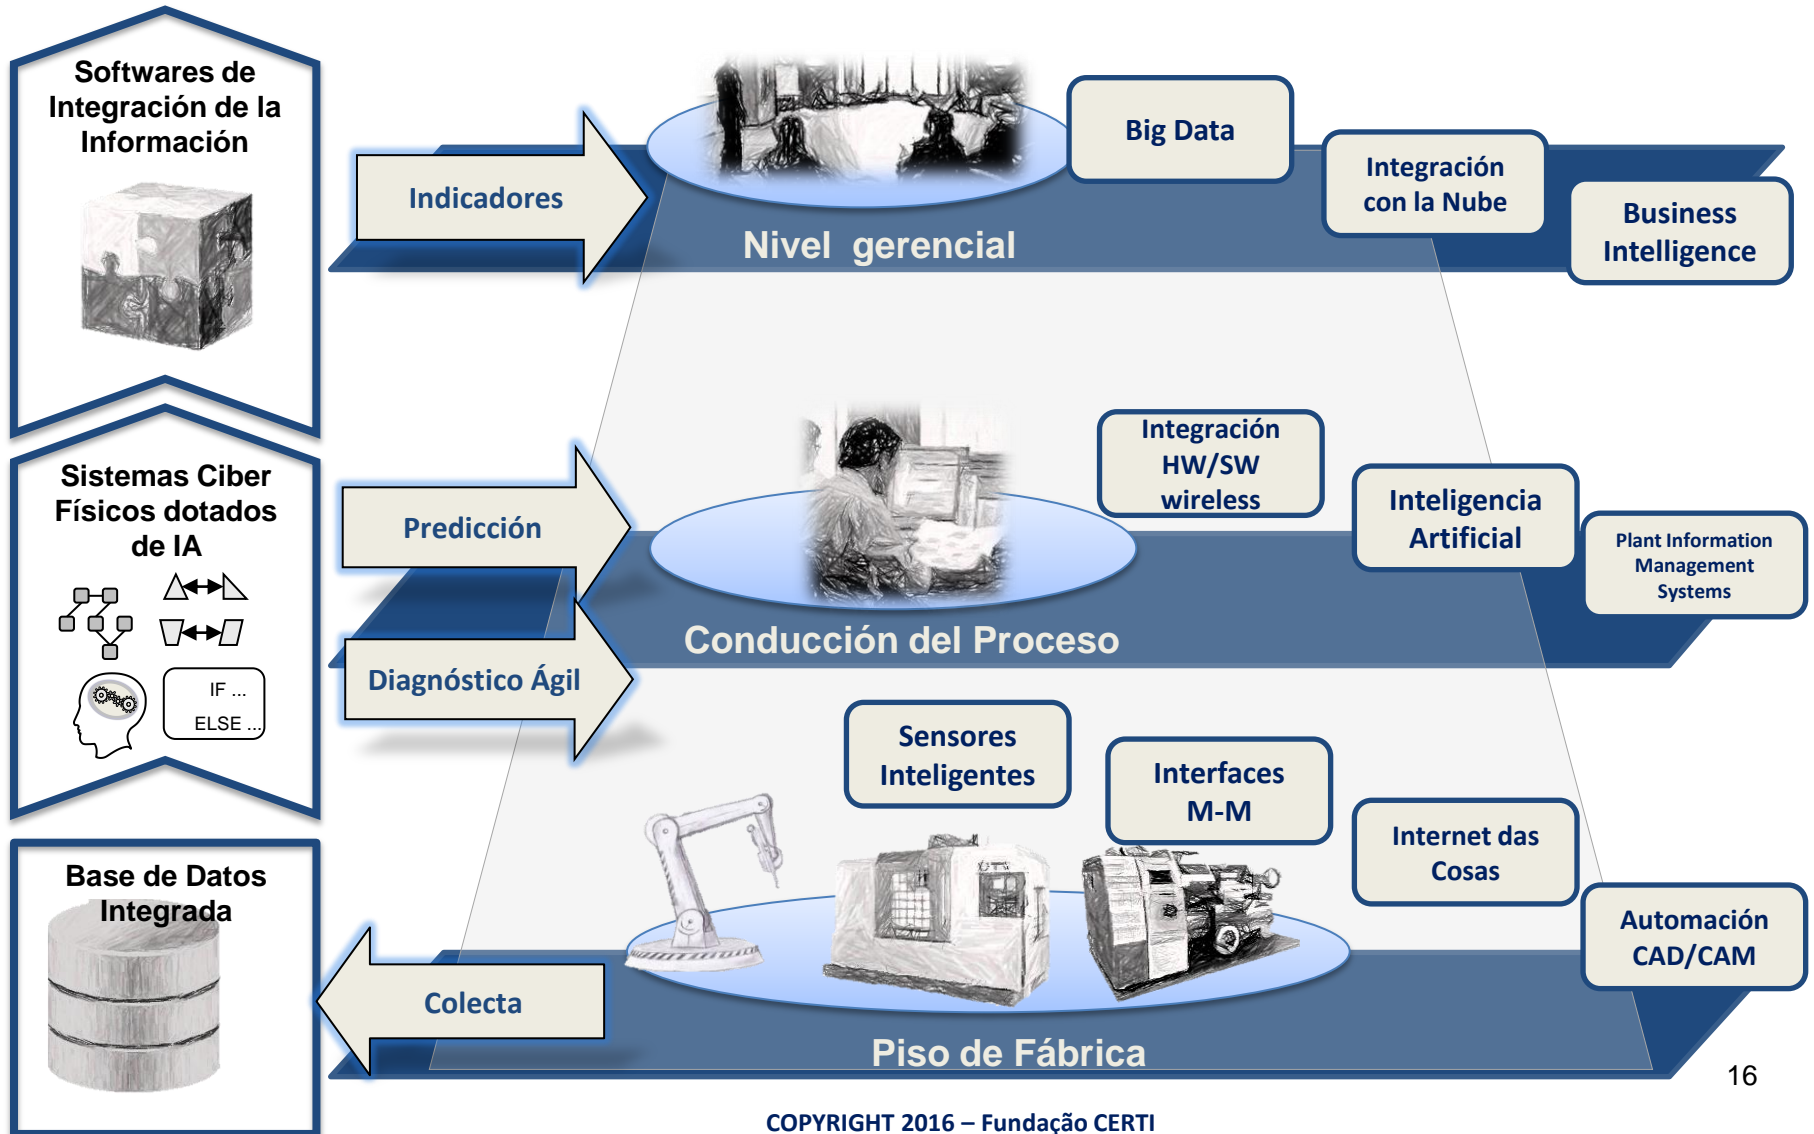 Softwares de
Integración de la
Información
Indicadores
Big Data
Integración
con la Nube
Business
Intelligence
Nivel gerencial
Sistemas Ciber
Físicos dotados
de IA
IF ...
ELSE ...
Predicción
Diagnóstico Ágil
Integración
HW/SW
wireless
Inteligencia
Artificial
Plant Information
Management
Systems
Conducción del Proceso
Sensores
Inteligentes
Interfaces
M-M
Internet das
Cosas
Automación
CAD/CAM
Base de Datos
Integrada
Colecta
Piso de Fábrica
16
COPYRIGHT 2016 – Fundação CERTI